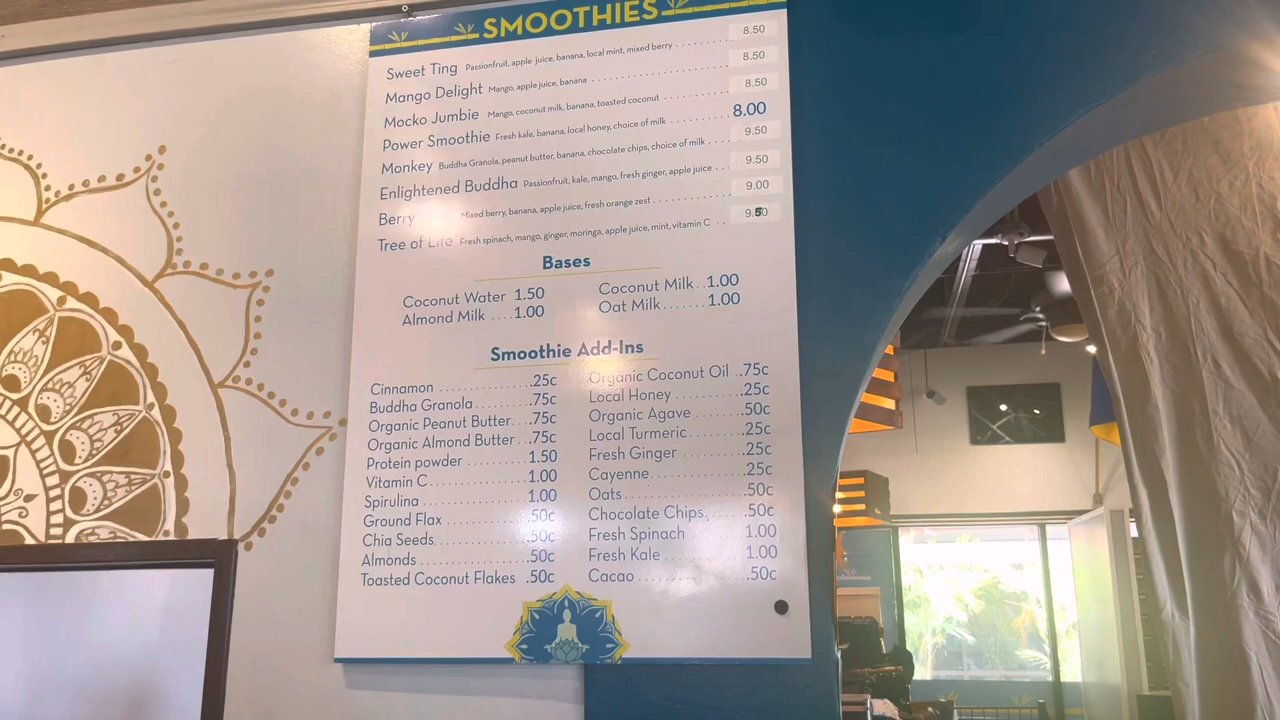 SMOOTHIES
Sweet Ting Passionfruit, apple juice, banana, local mint, mixed berry ........ 8.50
Mango Delight Mango, apple juice, banana ........ 8.50
Mocko Jumbie Mango, coconut milk, banana, toasted coconut ........ 8.50
Power Smoothie Fresh kale, banana, local honey, choice of milk ........ 8.00
Monkey Buddha Granola, peanut butter, banana, chocolate chips, choice of milk .... 9.50
Enlightened Buddha Passionfruit, kale, mango, fresh ginger, apple juice ... 9.50
Berry Mixed berry, banana, apple juice, fresh orange zest ........ 9.00
Tree of Life Fresh spinach, mango, ginger, moringa, apple juice, mint, vitamin C ... 9.50
Bases
Coconut Water 1.50 Coconut Milk..1.00
Almond Milk ....1.00 Oat Milk.......1.00
Smoothie Add-Ins
Cinnamon ..............25c Organic Coconut Oil ..75c
Buddha Granola.........75c Local Honey ...........25c
Organic Peanut Butter...75c Organic Agave ........50c
Organic Almond Butter..75c Local Turmeric.........25c
Protein powder .........1.50 Fresh Ginger ..........25c
Vitamin C..............1.00 Cayenne...............25c
Spirulina ..............1.00 Oats..................50c
Ground Flax ............50c Chocolate Chips.......50c
Chia Seeds.............50c Fresh Spinach ........1.00
Almonds ...............50c Fresh Kale ...........1.00
Toasted Coconut Flakes .50c Cacao ................50c